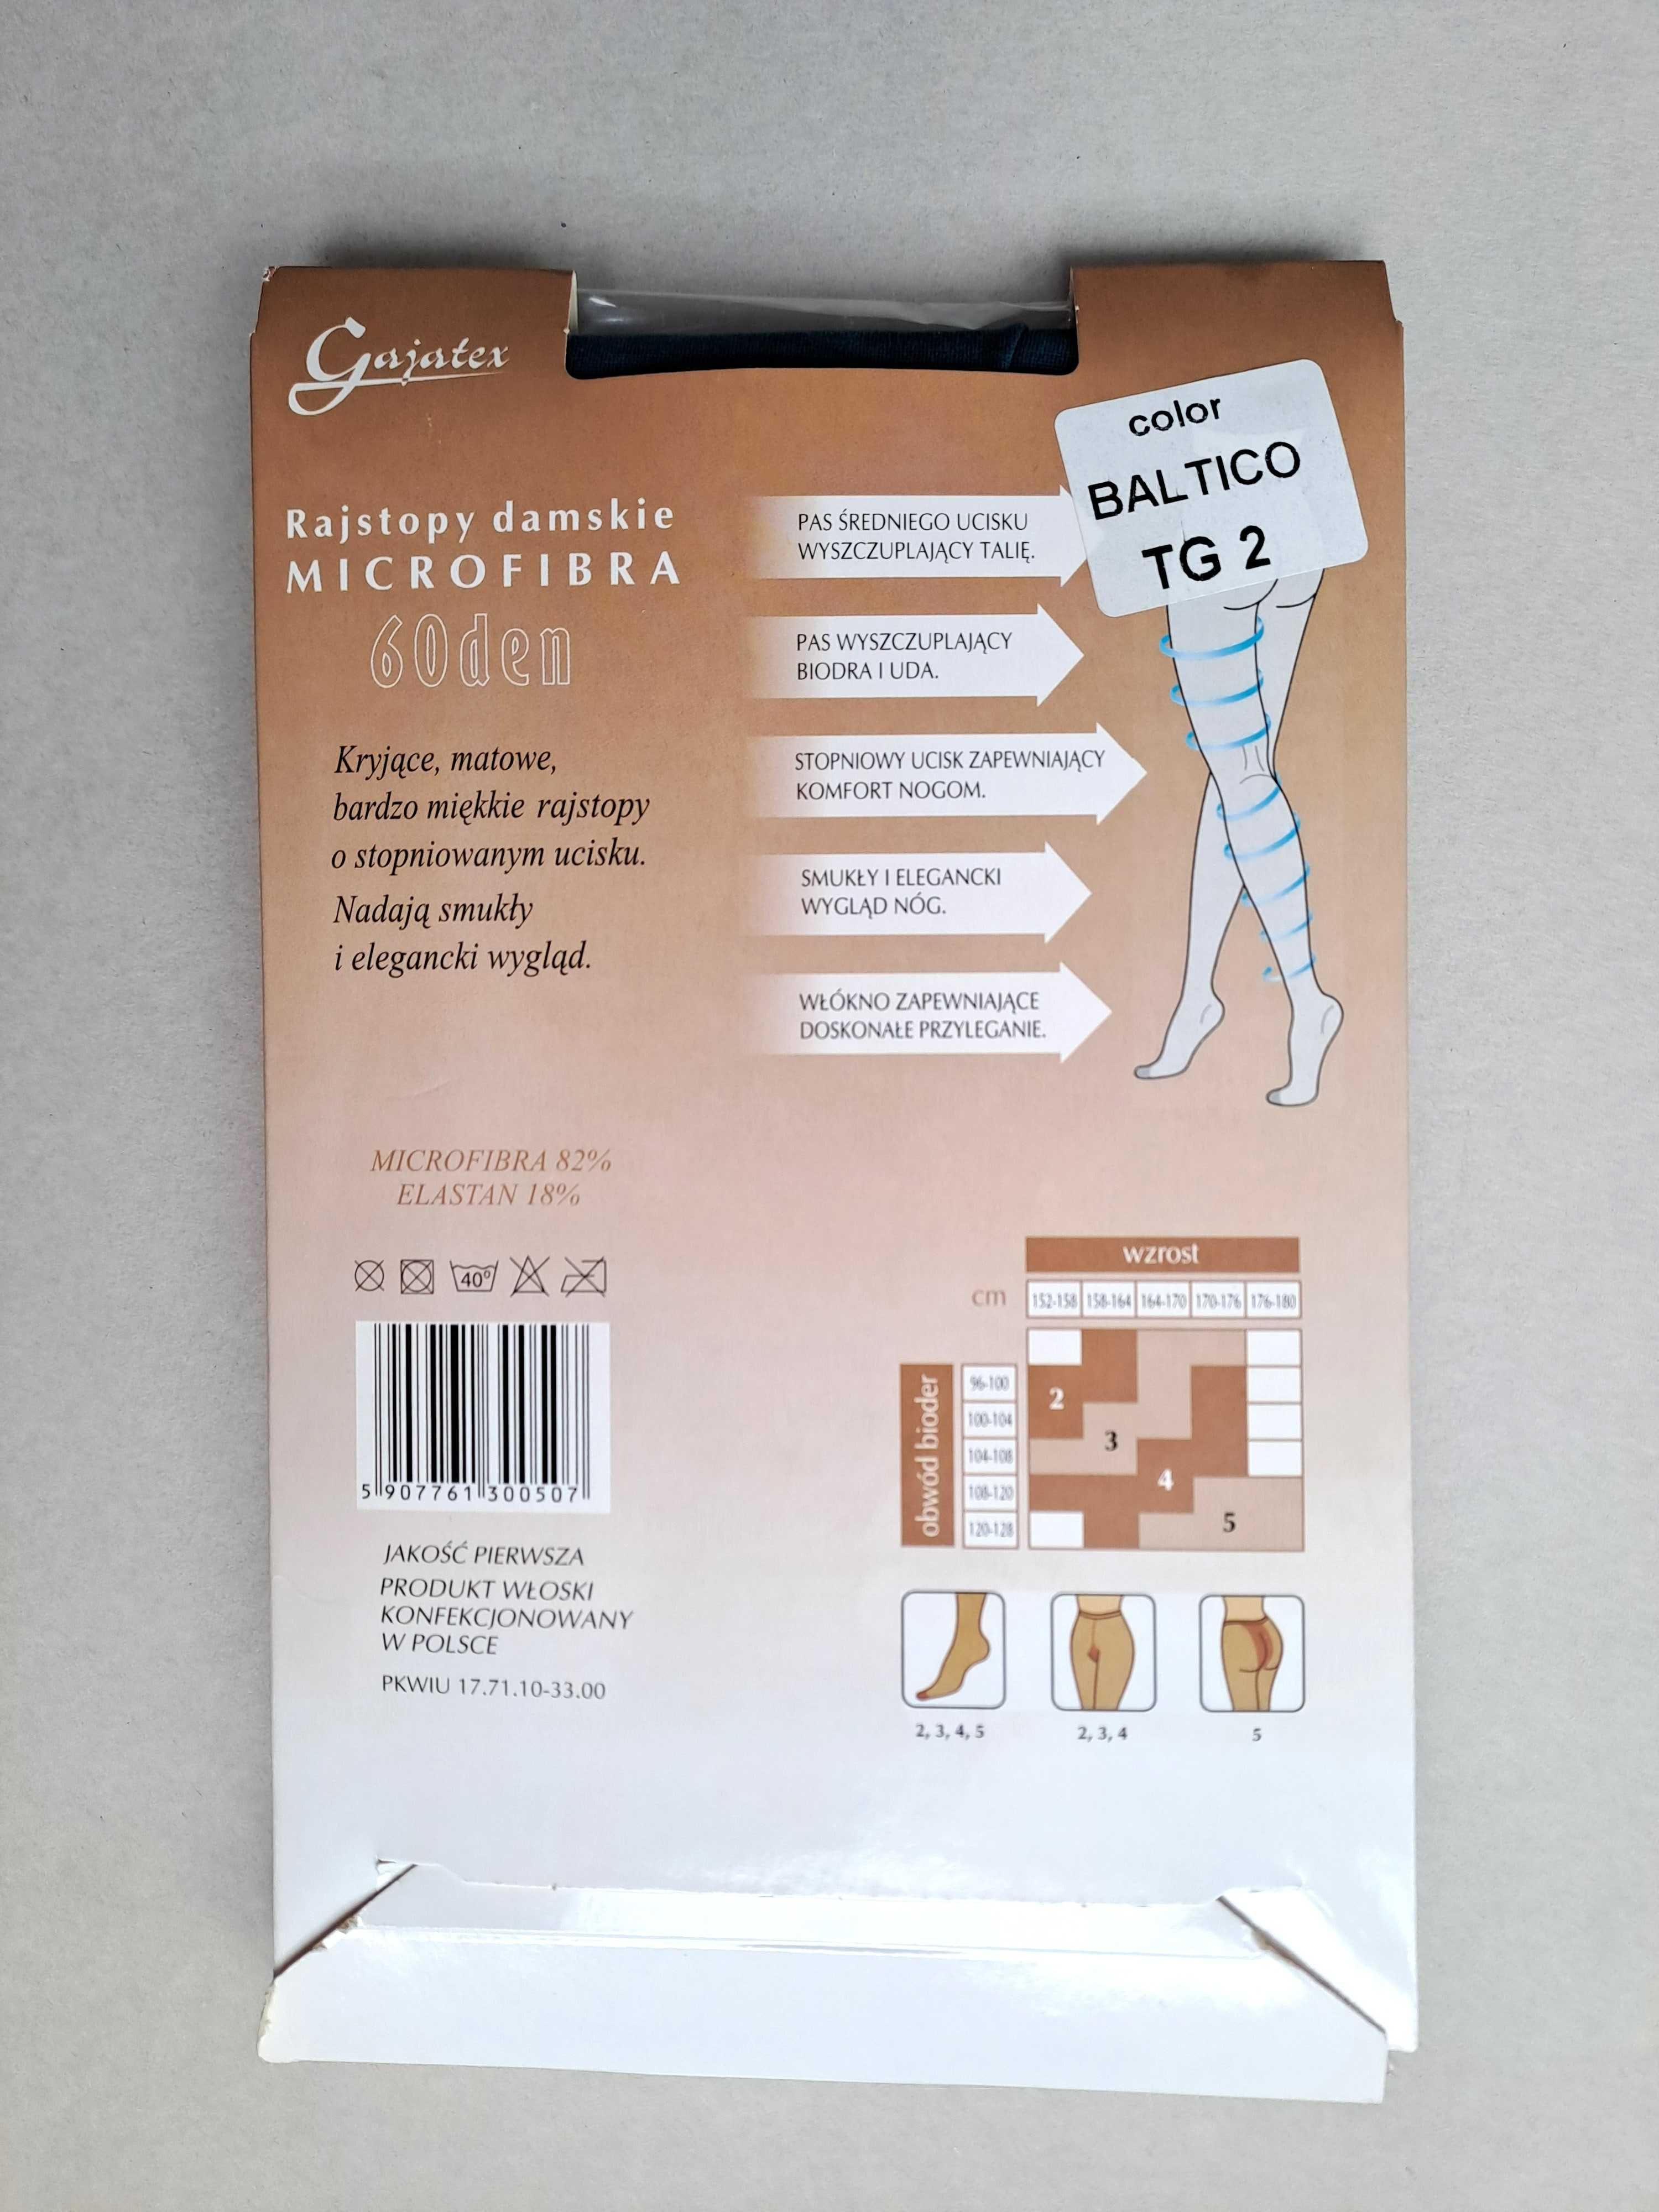 Gajatex
color
BALTICO
TG 2
Rajstopy damskie
MICROFIBRA
60den
Kryjące, matowe,
bardzo miękkie rajstopy
o stopniowanym ucisku.
Nadają smukły
i elegancki wygląd.
PAS ŚREDNIEGO UCISKU
WYSZCZUPLAJĄCY TALIĘ.
PAS WYSZCZUPLAJĄCY
BIODRA I UDA.
STOPNIOWY UCISK ZAPEWNIAJĄCY
KOMFORT NOGOM.
SMUKŁY I ELEGANCKI
WYGLĄD NÓG.
WŁÓKNO ZAPEWNIAJĄCE
DOSKONAŁE PRZYLEGANIE.
MICROFIBRA 82%
ELASTAN 18%
40°
5 907761 300507
JAKOŚĆ PIERWSZA
PRODUKT WŁOSKI
KONFEKCJONOWANY
W POLSCE
PKWIU 17.71.10-33.00
wzrost
cm 152-158 158-164 164-170 170-176 176-180
obwód bioder
96-100
100-104
104-108
108-120
120-128
2
3
4
5
2, 3, 4, 5
2, 3, 4
5